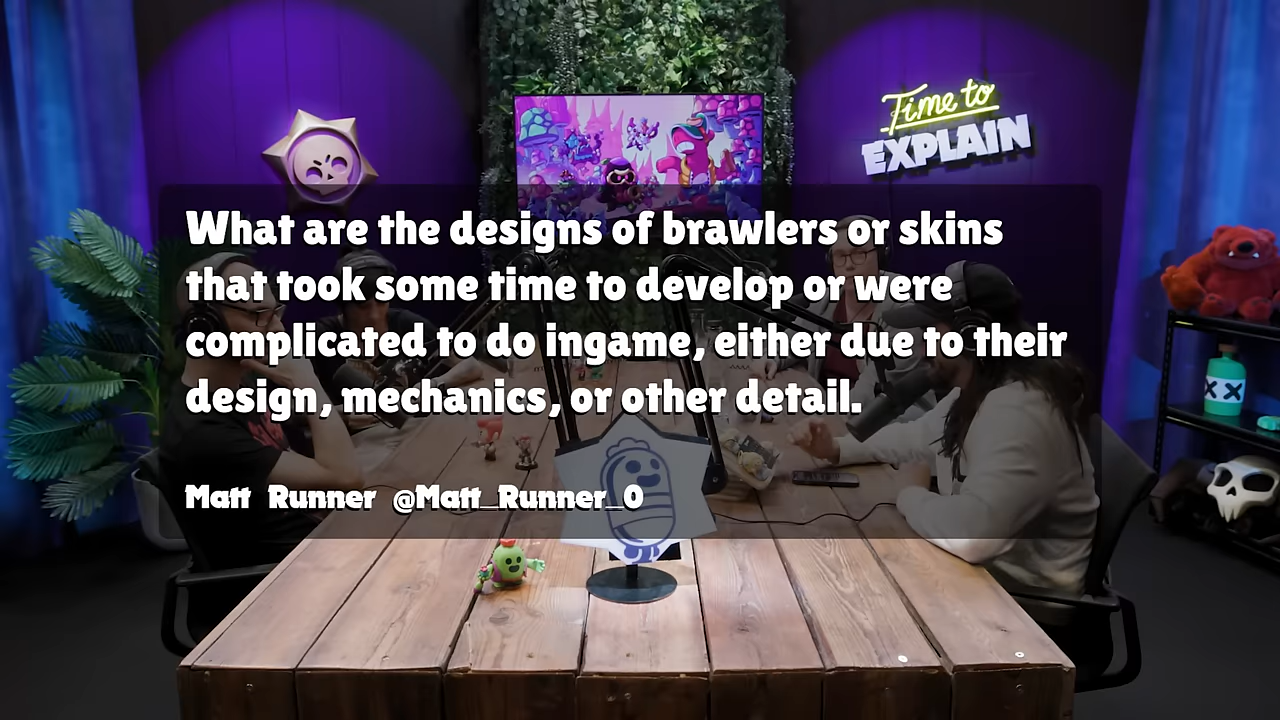 Time to
EXPLAIN
What are the designs of brawlers or skins
that took some time to develop or were
complicated to do ingame, either due to their
design, mechanics, or other detail.
Matt Runner @Matt_Runner_0